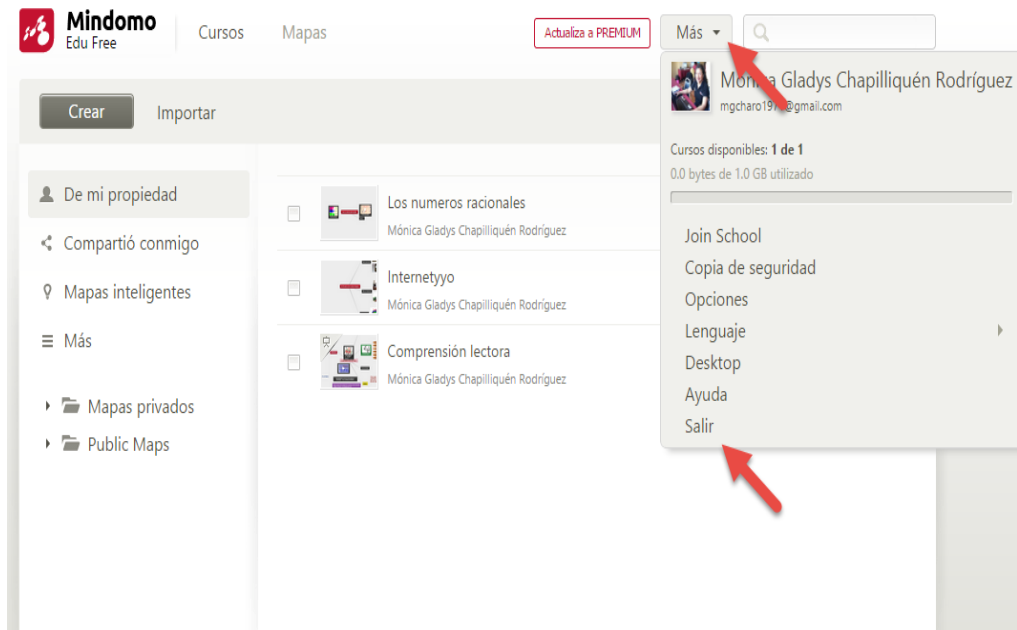 Mindomo
Edu Free
Cursos
Mapas
Actualiza a PREMIUM
Más
Mónica Gladys Chapilliquén Rodríguez
Cursos disponibles: 1 de 1
0.0 bytes de 1.0 GB utilizado
Crear
Importar
De mi propiedad
Compartió conmigo
Mapas inteligentes
Más
Mapas privados
Public Maps
Los numeros racionales
Mónica Gladys Chapilliquén Rodríguez
Internetyyo
Mónica Gladys Chapilliquén Rodríguez
Comprensión lectora
Mónica Gladys Chapilliquén Rodríguez
Join School
Copia de seguridad
Opciones
Lenguaje
Desktop
Ayuda
Salir